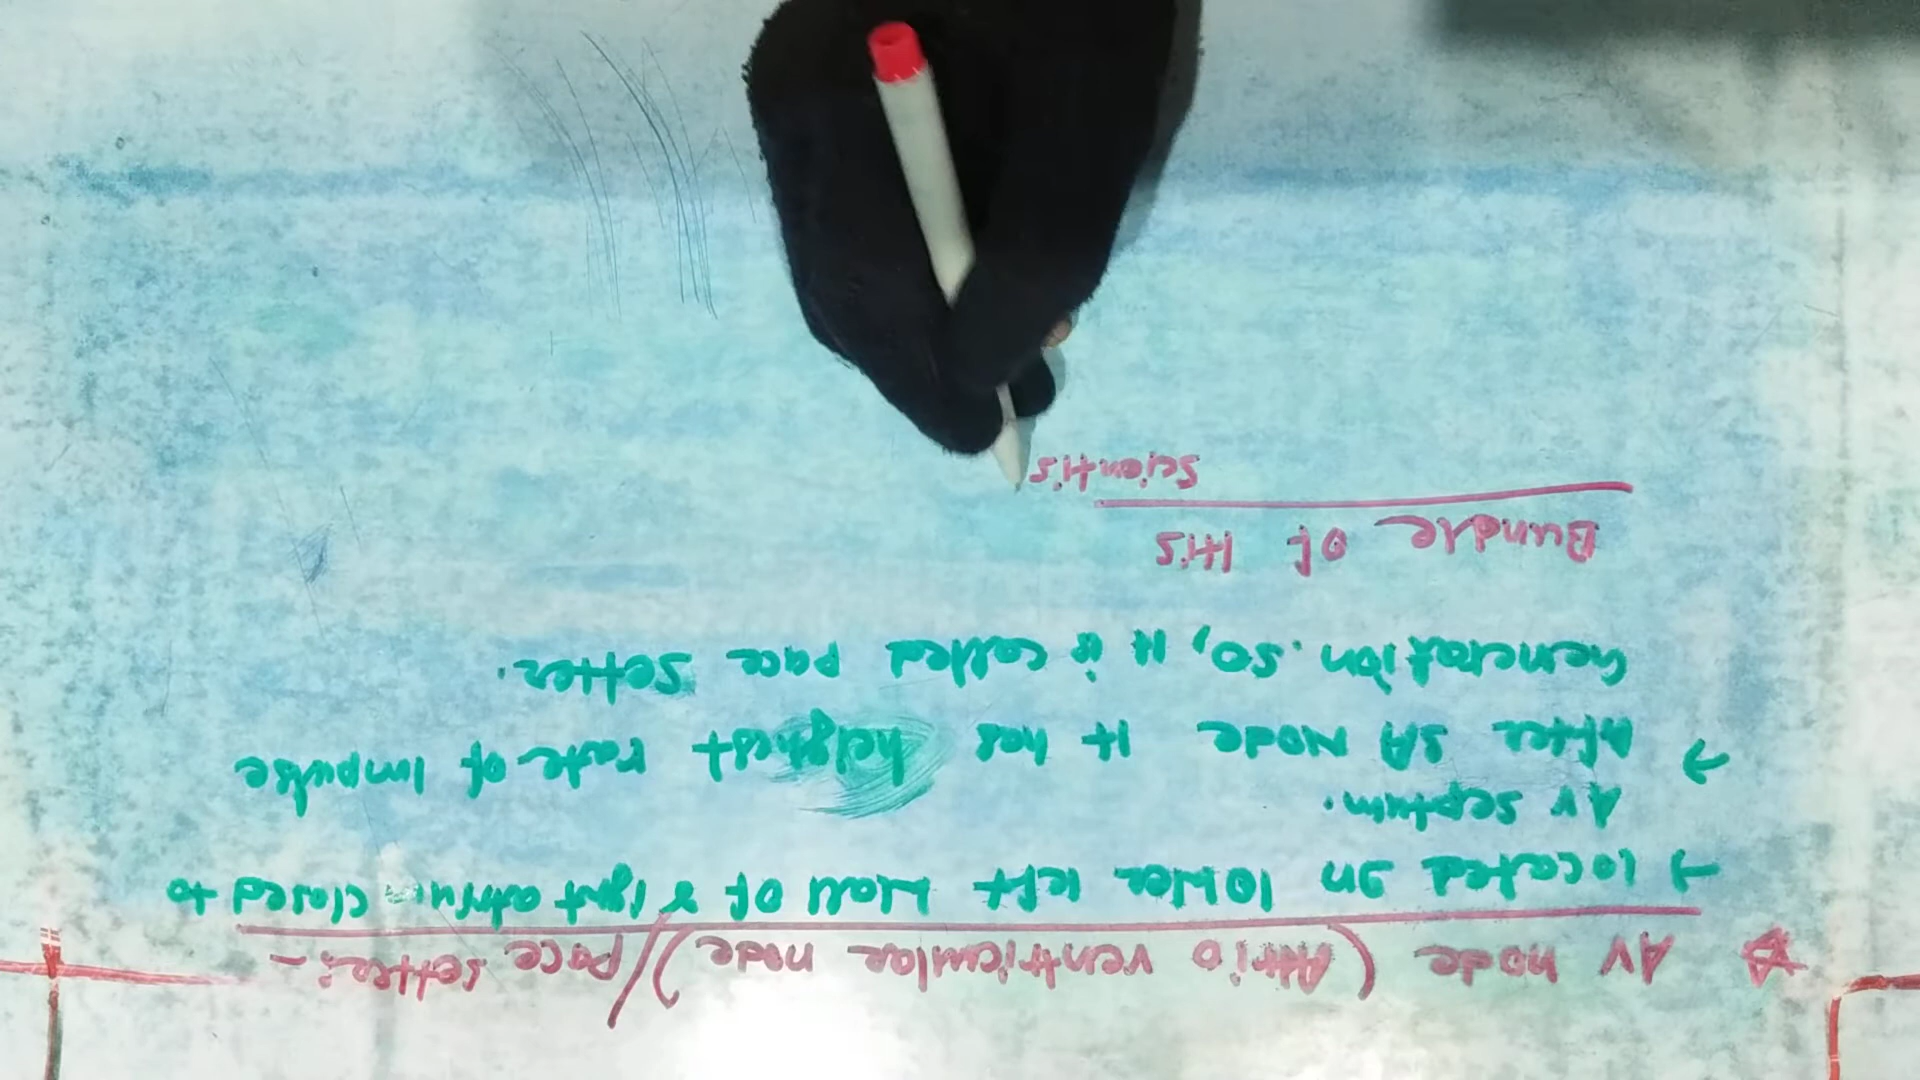 ☆ AV node (Atrio ventricular node)/pace setter:-
→ located In lower left wall of right atrium closed to
AV septum.
→ After SA Node it has heighest rate of Impulse
Generation. So, it is called pace setter.
Bundle of His
Scientis